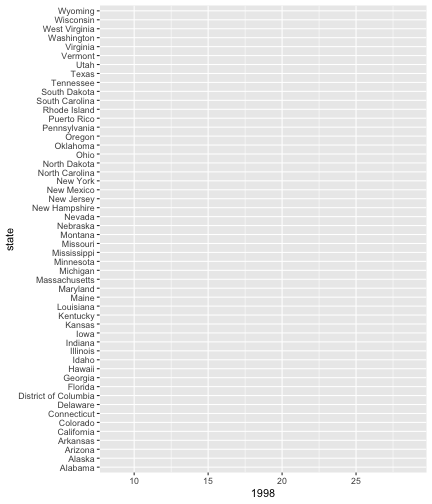 Wyoming
Wisconsin
West Virginia
Washington
Virginia
Vermont
Utah
Texas
Tennessee
South Dakota
South Carolina
Rhode Island
Puerto Rico
Pennsylvania
Oregon
Oklahoma
Ohio
North Dakota
North Carolina
New York
New Mexico
New Jersey
New Hampshire
Nevada
Nebraska
Montana
Missouri
Mississippi
Minnesota
Michigan
Massachusetts
Maryland
Maine
Louisiana
Kentucky
Kansas
Iowa
Indiana
Illinois
Idaho
Hawaii
Georgia
Florida
District of Columbia
Delaware
Connecticut
Colorado
California
Arkansas
Arizona
Alaska
Alabama
state
10 15 20 25
1998